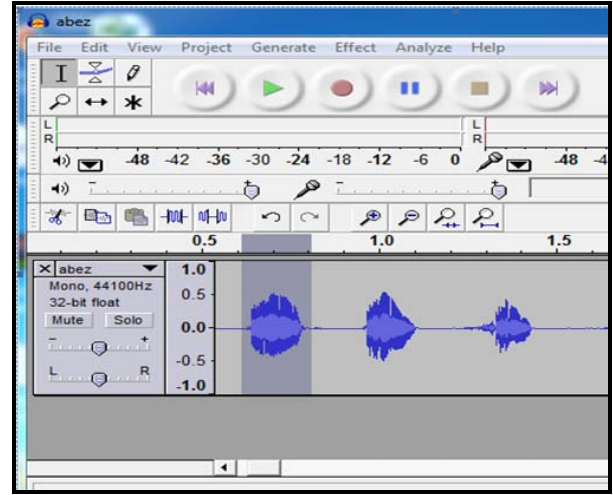 abez
File Edit View Project Generate Effect Analyze Help
L
R
L
R
-48 -42 -36 -30 -24 -18 -12 -6 0 -48
- + - +
0.5 1.0 1.5
abez
Mono, 44100Hz
32-bit float
Mute Solo
- +
L R
1.0
0.5
0.0
-0.5
-1.0